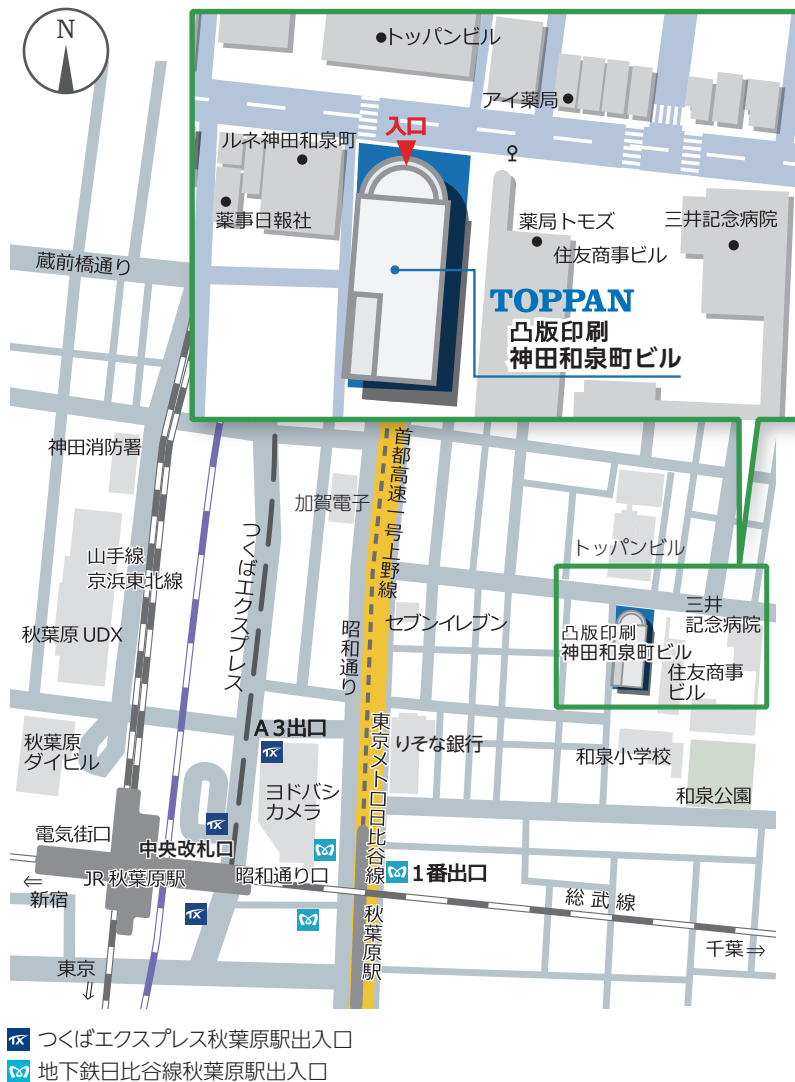 N
トッパンビル
アイ薬局
入口
ルネ神田和泉町
薬事日報社
薬局トモズ
三井記念病院
住友商事ビル
TOPPAN
凸版印刷
神田和泉町ビル
蔵前橋通り
神田消防署
加賀電子
首都高速一号上野線
つくばエクスプレス
トッパンビル
山手線
京浜東北線
三井
記念病院
秋葉原 UDX
昭和通り
セブンイレブン
凸版印刷
神田和泉町ビル
住友商事
ビル
A3出口
TX
秋葉原
ダイビル
東京メトロ日比谷線 秋葉原駅
りそな銀行
和泉小学校
ヨドバシ
カメラ
和泉公園
電気街口
TX
中央改札口
JR 秋葉原駅
昭和通り口
1番出口
⇐
新宿
TX
総武線
千葉⇒
東京
⇓
TX つくばエクスプレス秋葉原駅出入口
地下鉄日比谷線秋葉原駅出入口